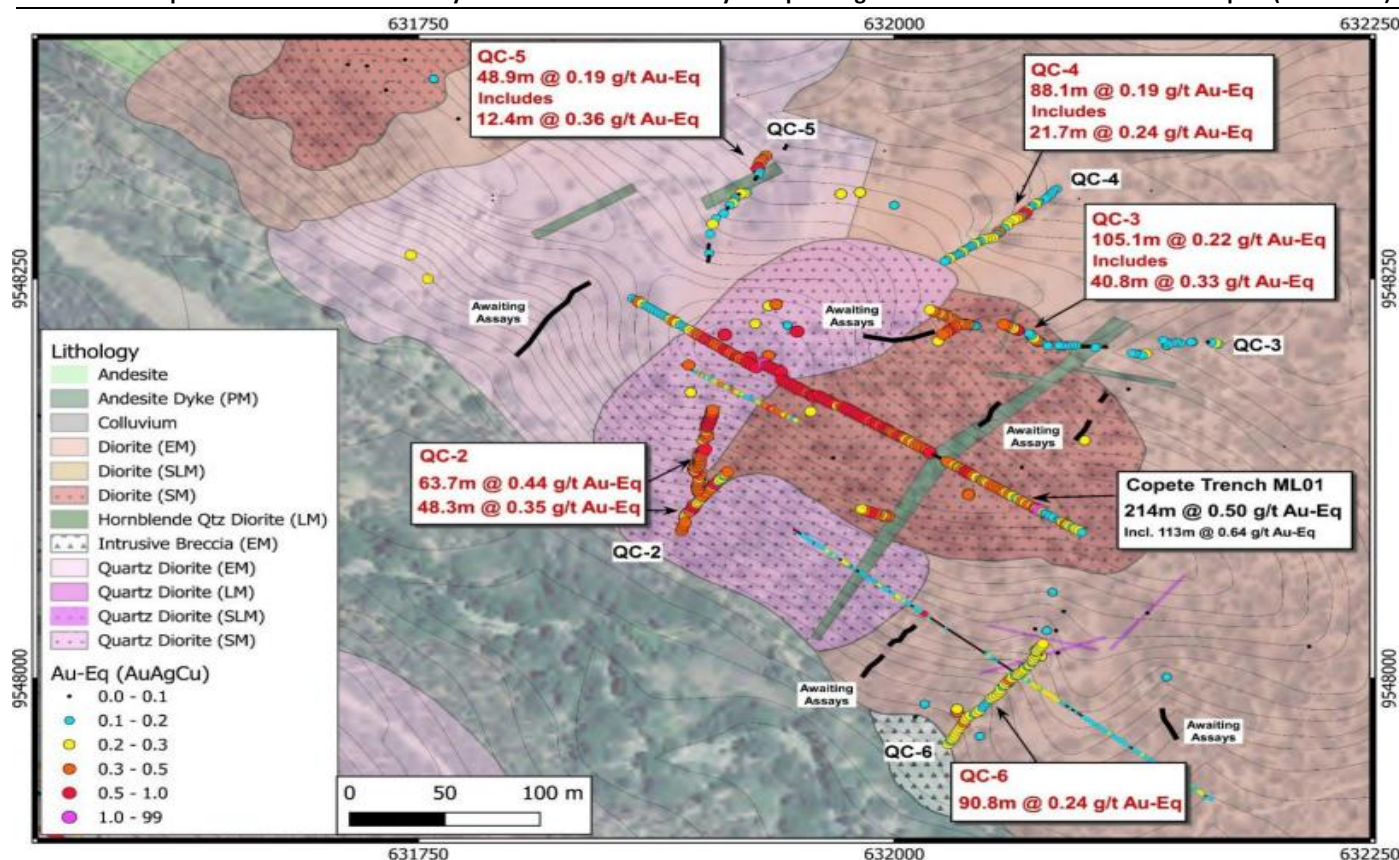 631750
632000
632250
QC-5
48.9m @ 0.19 g/t Au-Eq
Includes
12.4m @ 0.36 g/t Au-Eq
QC-4
88.1m @ 0.19 g/t Au-Eq
Includes
21.7m @ 0.24 g/t Au-Eq
QC-5
QC-4
QC-3
105.1m @ 0.22 g/t Au-Eq
Includes
40.8m @ 0.33 g/t Au-Eq
9548250
9548250
Awaiting
Assays
Awaiting
Assays
QC-3
Lithology
Andesite
Andesite Dyke (PM)
Colluvium
Diorite (EM)
Diorite (SLM)
Diorite (SM)
Hornblende Qtz Diorite (LM)
Intrusive Breccia (EM)
Quartz Diorite (EM)
Quartz Diorite (LM)
Quartz Diorite (SLM)
Quartz Diorite (SM)
Au-Eq (AuAgCu)
0.0 - 0.1
0.1 - 0.2
0.2 - 0.3
0.3 - 0.5
0.5 - 1.0
1.0 - 99
Awaiting
Assays
QC-2
63.7m @ 0.44 g/t Au-Eq
48.3m @ 0.35 g/t Au-Eq
Copete Trench ML01
214m @ 0.50 g/t Au-Eq
Incl. 113m @ 0.64 g/t Au-Eq
QC-2
9548000
9548000
Awaiting
Assays
Awaiting
Assays
QC-6
QC-6
90.8m @ 0.24 g/t Au-Eq
0 50 100 m
631750
632000
632250